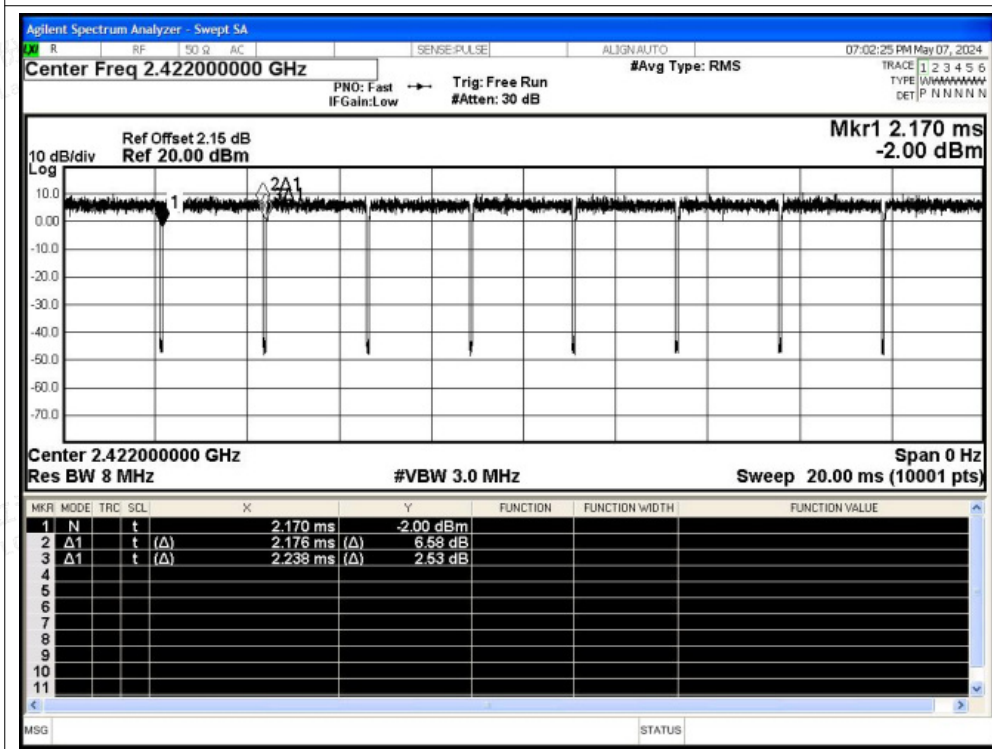 Agilent Spectrum Analyzer - Swept SA
R RF 50 Ω AC SENSE:PULSE ALIGN AUTO 07:02:25 PM May 07, 2024
Center Freq 2.422000000 GHz #Avg Type: RMS TRACE 1 2 3 4 5 6
PNO: Fast Trig: Free Run TYPE WWWWWW
IFGain:Low #Atten: 30 dB DET P N N N N N
Mkr1 2.170 ms
Ref Offset 2.15 dB
10 dB/div Ref 20.00 dBm -2.00 dBm
Log
10.0
0.00
-10.0
-20.0
-30.0
-40.0
-50.0
-60.0
-70.0
1
2Δ1
3Δ1
Center 2.422000000 GHz Span 0 Hz
Res BW 8 MHz #VBW 3.0 MHz Sweep 20.00 ms (10001 pts)
MKR MODE TRC SCL X Y FUNCTION FUNCTION WIDTH FUNCTION VALUE
1 N t 2.170 ms -2.00 dBm
2 Δ1 t (Δ) 2.176 ms (Δ) 6.58 dB
3 Δ1 t (Δ) 2.238 ms (Δ) 2.53 dB
4
5
6
7
8
9
10
11
MSG STATUS